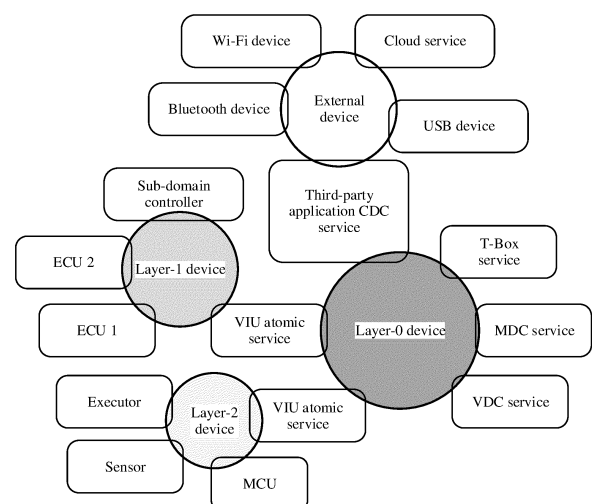 Wi-Fi device
Cloud service
External
device
Bluetooth device
USB device
Sub-domain
controller
Third-party
application CDC
service
T-Box
service
ECU 2
Layer-1 device
ECU 1
VIU atomic
service
Layer-0 device
MDC service
Executor
Layer-2
device
VIU atomic
service
VDC service
Sensor
MCU